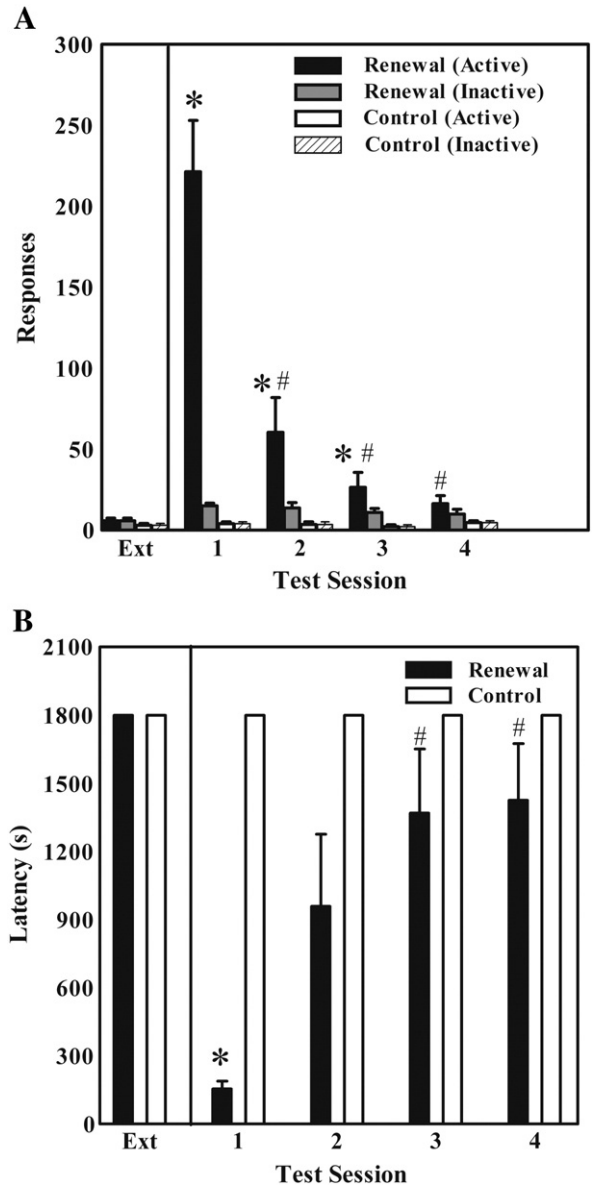 A
300
250
200
150
100
50
0
Responses
Renewal (Active)
Renewal (Inactive)
Control (Active)
Control (Inactive)
*
* #
* #
#
Ext 1 2 3 4
Test Session
B
2100
1800
1500
1200
900
600
300
0
Latency (s)
Renewal
Control
# #
*
Ext 1 2 3 4
Test Session